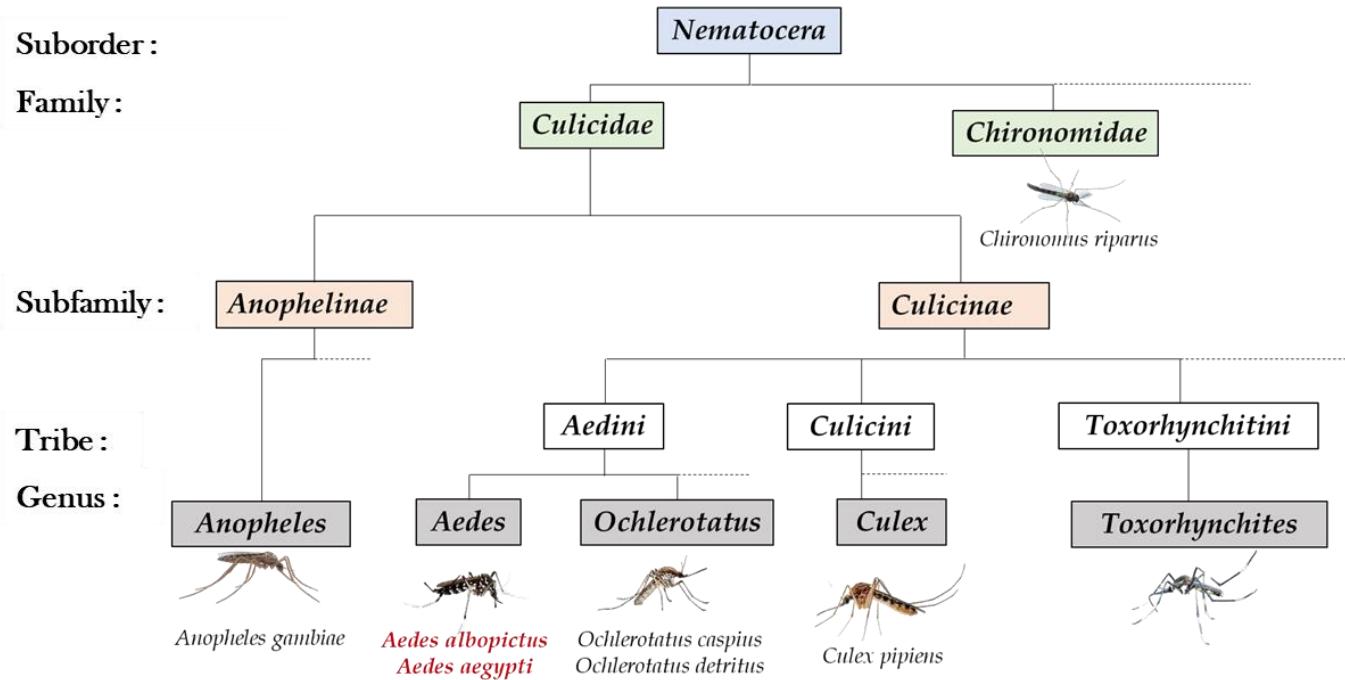 Nematocera
Suborder :
Family :
Culicidae
Chironomidae
Chironomus riparus
Subfamily :
Anophelinae
Culicinae
Aedini
Culicini
Toxorhynchitini
Tribe :
Genus :
Anopheles
Aedes
Ochlerotatus
Culex
Toxorhynchites
Anopheles gambiae
Aedes albopictus
Aedes aegypti
Ochlerotatus caspius
Ochlerotatus detritus
Culex pipiens